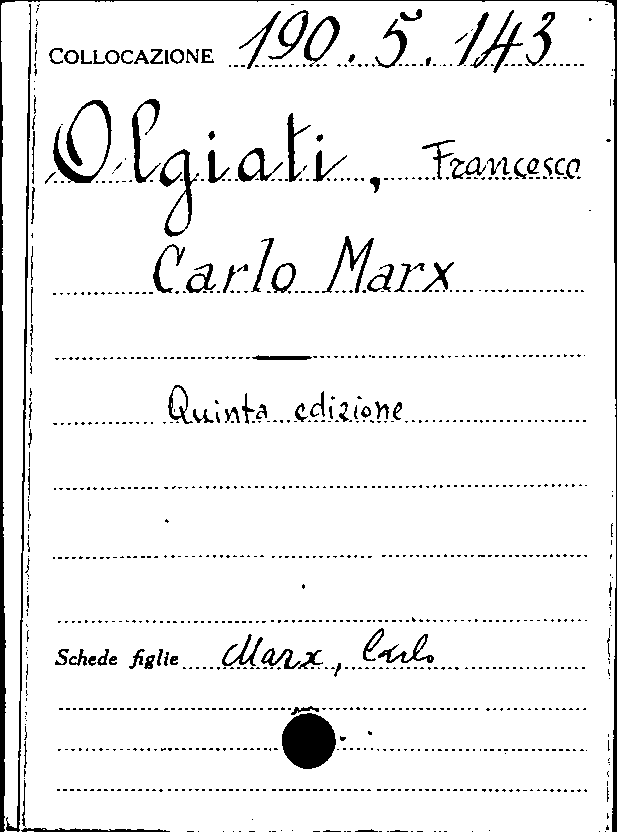 COLLOCAZIONE 190.5.143
Olgiati, Francesco
Carlo Marx
Quinta edizione
Schede figlie Marx, Carlo